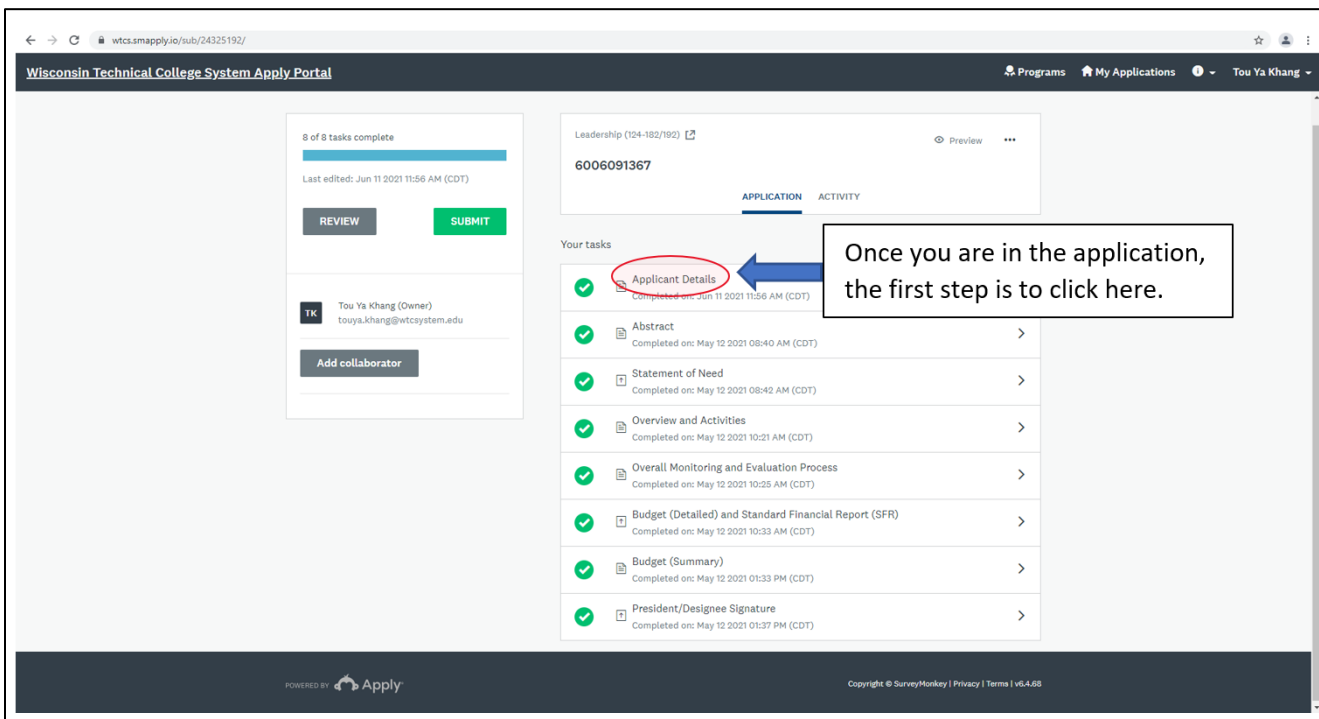 wtcs.smapply.io/sub/24325192/
Wisconsin Technical College System Apply Portal
Programs
My Applications
Tou Ya Khang
8 of 8 tasks complete
Last edited: Jun 11 2021 11:56 AM (CDT)
REVIEW
SUBMIT
TK
Tou Ya Khang (Owner)
touya.khang@wtcsystem.edu
Add collaborator
Leadership (124-182/192)
Preview
6006091367
APPLICATION
ACTIVITY
Your tasks
Once you are in the application,
the first step is to click here.
Applicant Details
Completed on: Jun 11 2021 11:56 AM (CDT)
Abstract
Completed on: May 12 2021 08:40 AM (CDT)
Statement of Need
Completed on: May 12 2021 08:42 AM (CDT)
Overview and Activities
Completed on: May 12 2021 10:21 AM (CDT)
Overall Monitoring and Evaluation Process
Completed on: May 12 2021 10:25 AM (CDT)
Budget (Detailed) and Standard Financial Report (SFR)
Completed on: May 12 2021 10:33 AM (CDT)
Budget (Summary)
Completed on: May 12 2021 01:33 PM (CDT)
President/Designee Signature
Completed on: May 12 2021 01:37 PM (CDT)
POWERED BY Apply
Copyright © SurveyMonkey | Privacy | Terms | v6.4.68